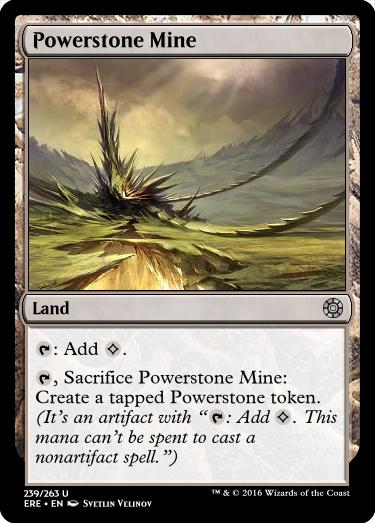 Powerstone Mine
Land
: Add .
, Sacrifice Powerstone Mine:
Create a tapped Powerstone token.
(It's an artifact with “: Add . This
mana can't be spent to cast a
nonartifact spell.”)
239/263 U
ERE • EN Svetlin Velinov
™ & © 2016 Wizards of the Coast